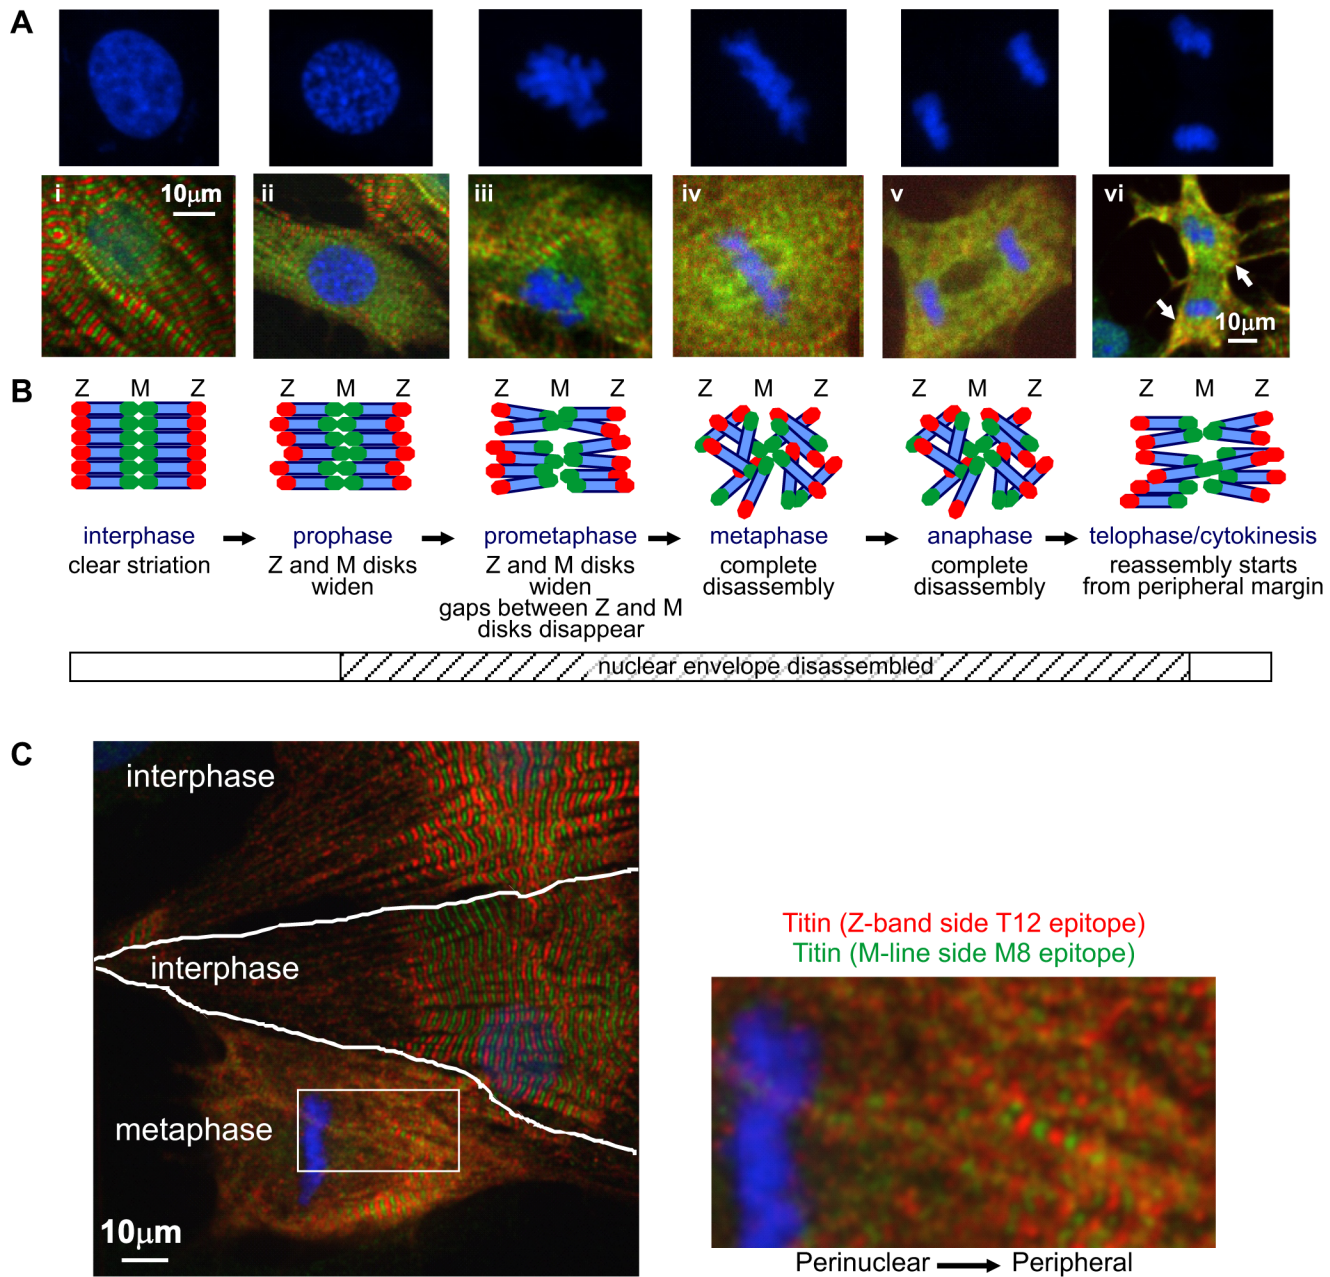 A
i
10μm
ii
iii
iv
v
vi
10μm
B
Z M Z
Z M Z
Z M Z
Z M Z
Z M Z
Z M Z
interphase
clear striation
prophase
Z and M disks
widen
prometaphase
Z and M disks
widen
gaps between Z and M
disks disappear
metaphase
complete
disassembly
anaphase
complete
disassembly
telophase/cytokinesis
reassembly starts
from peripheral margin
nuclear envelope disassembled
C
interphase
interphase
metaphase
10μm
Titin (Z-band side T12 epitope)
Titin (M-line side M8 epitope)
Perinuclear Peripheral